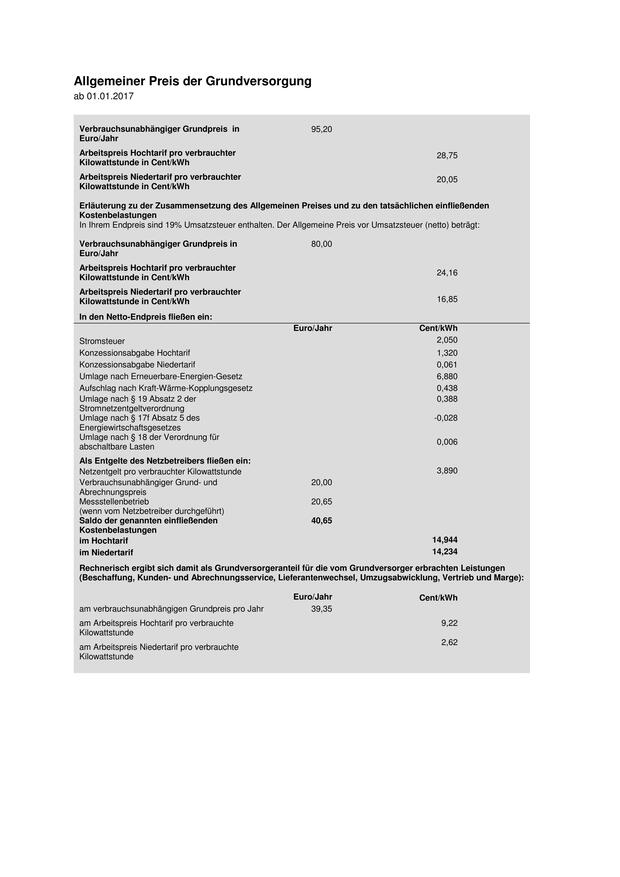 Allgemeiner Preis der Grundversorgung
ab 01.01.2017
Verbrauchsunabhängiger Grundpreis in 95,20
Euro/Jahr
Arbeitspreis Hochtarif pro verbrauchter
Kilowattstunde in Cent/kWh 28,75
Arbeitspreis Niedertarif pro verbrauchter
Kilowattstunde in Cent/kWh 20,05
Erläuterung zu der Zusammensetzung des Allgemeinen Preises und zu den tatsächlichen einfließenden
Kostenbelastungen
In Ihrem Endpreis sind 19% Umsatzsteuer enthalten. Der Allgemeine Preis vor Umsatzsteuer (netto) beträgt:
Verbrauchsunabhängiger Grundpreis in 80,00
Euro/Jahr
Arbeitspreis Hochtarif pro verbrauchter
Kilowattstunde in Cent/kWh 24,16
Arbeitspreis Niedertarif pro verbrauchter
Kilowattstunde in Cent/kWh 16,85
In den Netto-Endpreis fließen ein:
Euro/Jahr Cent/kWh
Stromsteuer 2,050
Konzessionsabgabe Hochtarif 1,320
Konzessionsabgabe Niedertarif 0,061
Umlage nach Erneuerbare-Energien-Gesetz 6,880
Aufschlag nach Kraft-Wärme-Kopplungsgesetz 0,438
Umlage nach § 19 Absatz 2 der 0,388
Stromnetzentgeltverordnung
Umlage nach § 17f Absatz 5 des -0,028
Energiewirtschaftsgesetzes
Umlage nach § 18 der Verordnung für
abschaltbare Lasten 0,006
Als Entgelte des Netzbetreibers fließen ein:
Netzentgelt pro verbrauchter Kilowattstunde 3,890
Verbrauchsunabhängiger Grund- und 20,00
Abrechnungspreis
Messstellenbetrieb 20,65
(wenn vom Netzbetreiber durchgeführt)
Saldo der genannten einfließenden 40,65
Kostenbelastungen
im Hochtarif 14,944
im Niedertarif 14,234
Rechnerisch ergibt sich damit als Grundversorgeranteil für die vom Grundversorger erbrachten Leistungen
(Beschaffung, Kunden- und Abrechnungsservice, Lieferantenwechsel, Umzugsabwicklung, Vertrieb und Marge):
Euro/Jahr Cent/kWh
am verbrauchsunabhängigen Grundpreis pro Jahr 39,35
am Arbeitspreis Hochtarif pro verbrauchte 9,22
Kilowattstunde
am Arbeitspreis Niedertarif pro verbrauchte 2,62
Kilowattstunde